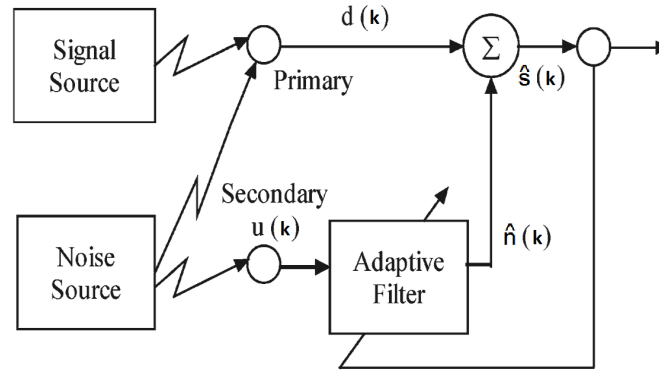 Signal
Source
d (k)
Primary
Σ
ŝ (k)
Secondary
u (k)
Noise
Source
Adaptive
Filter
n̂ (k)